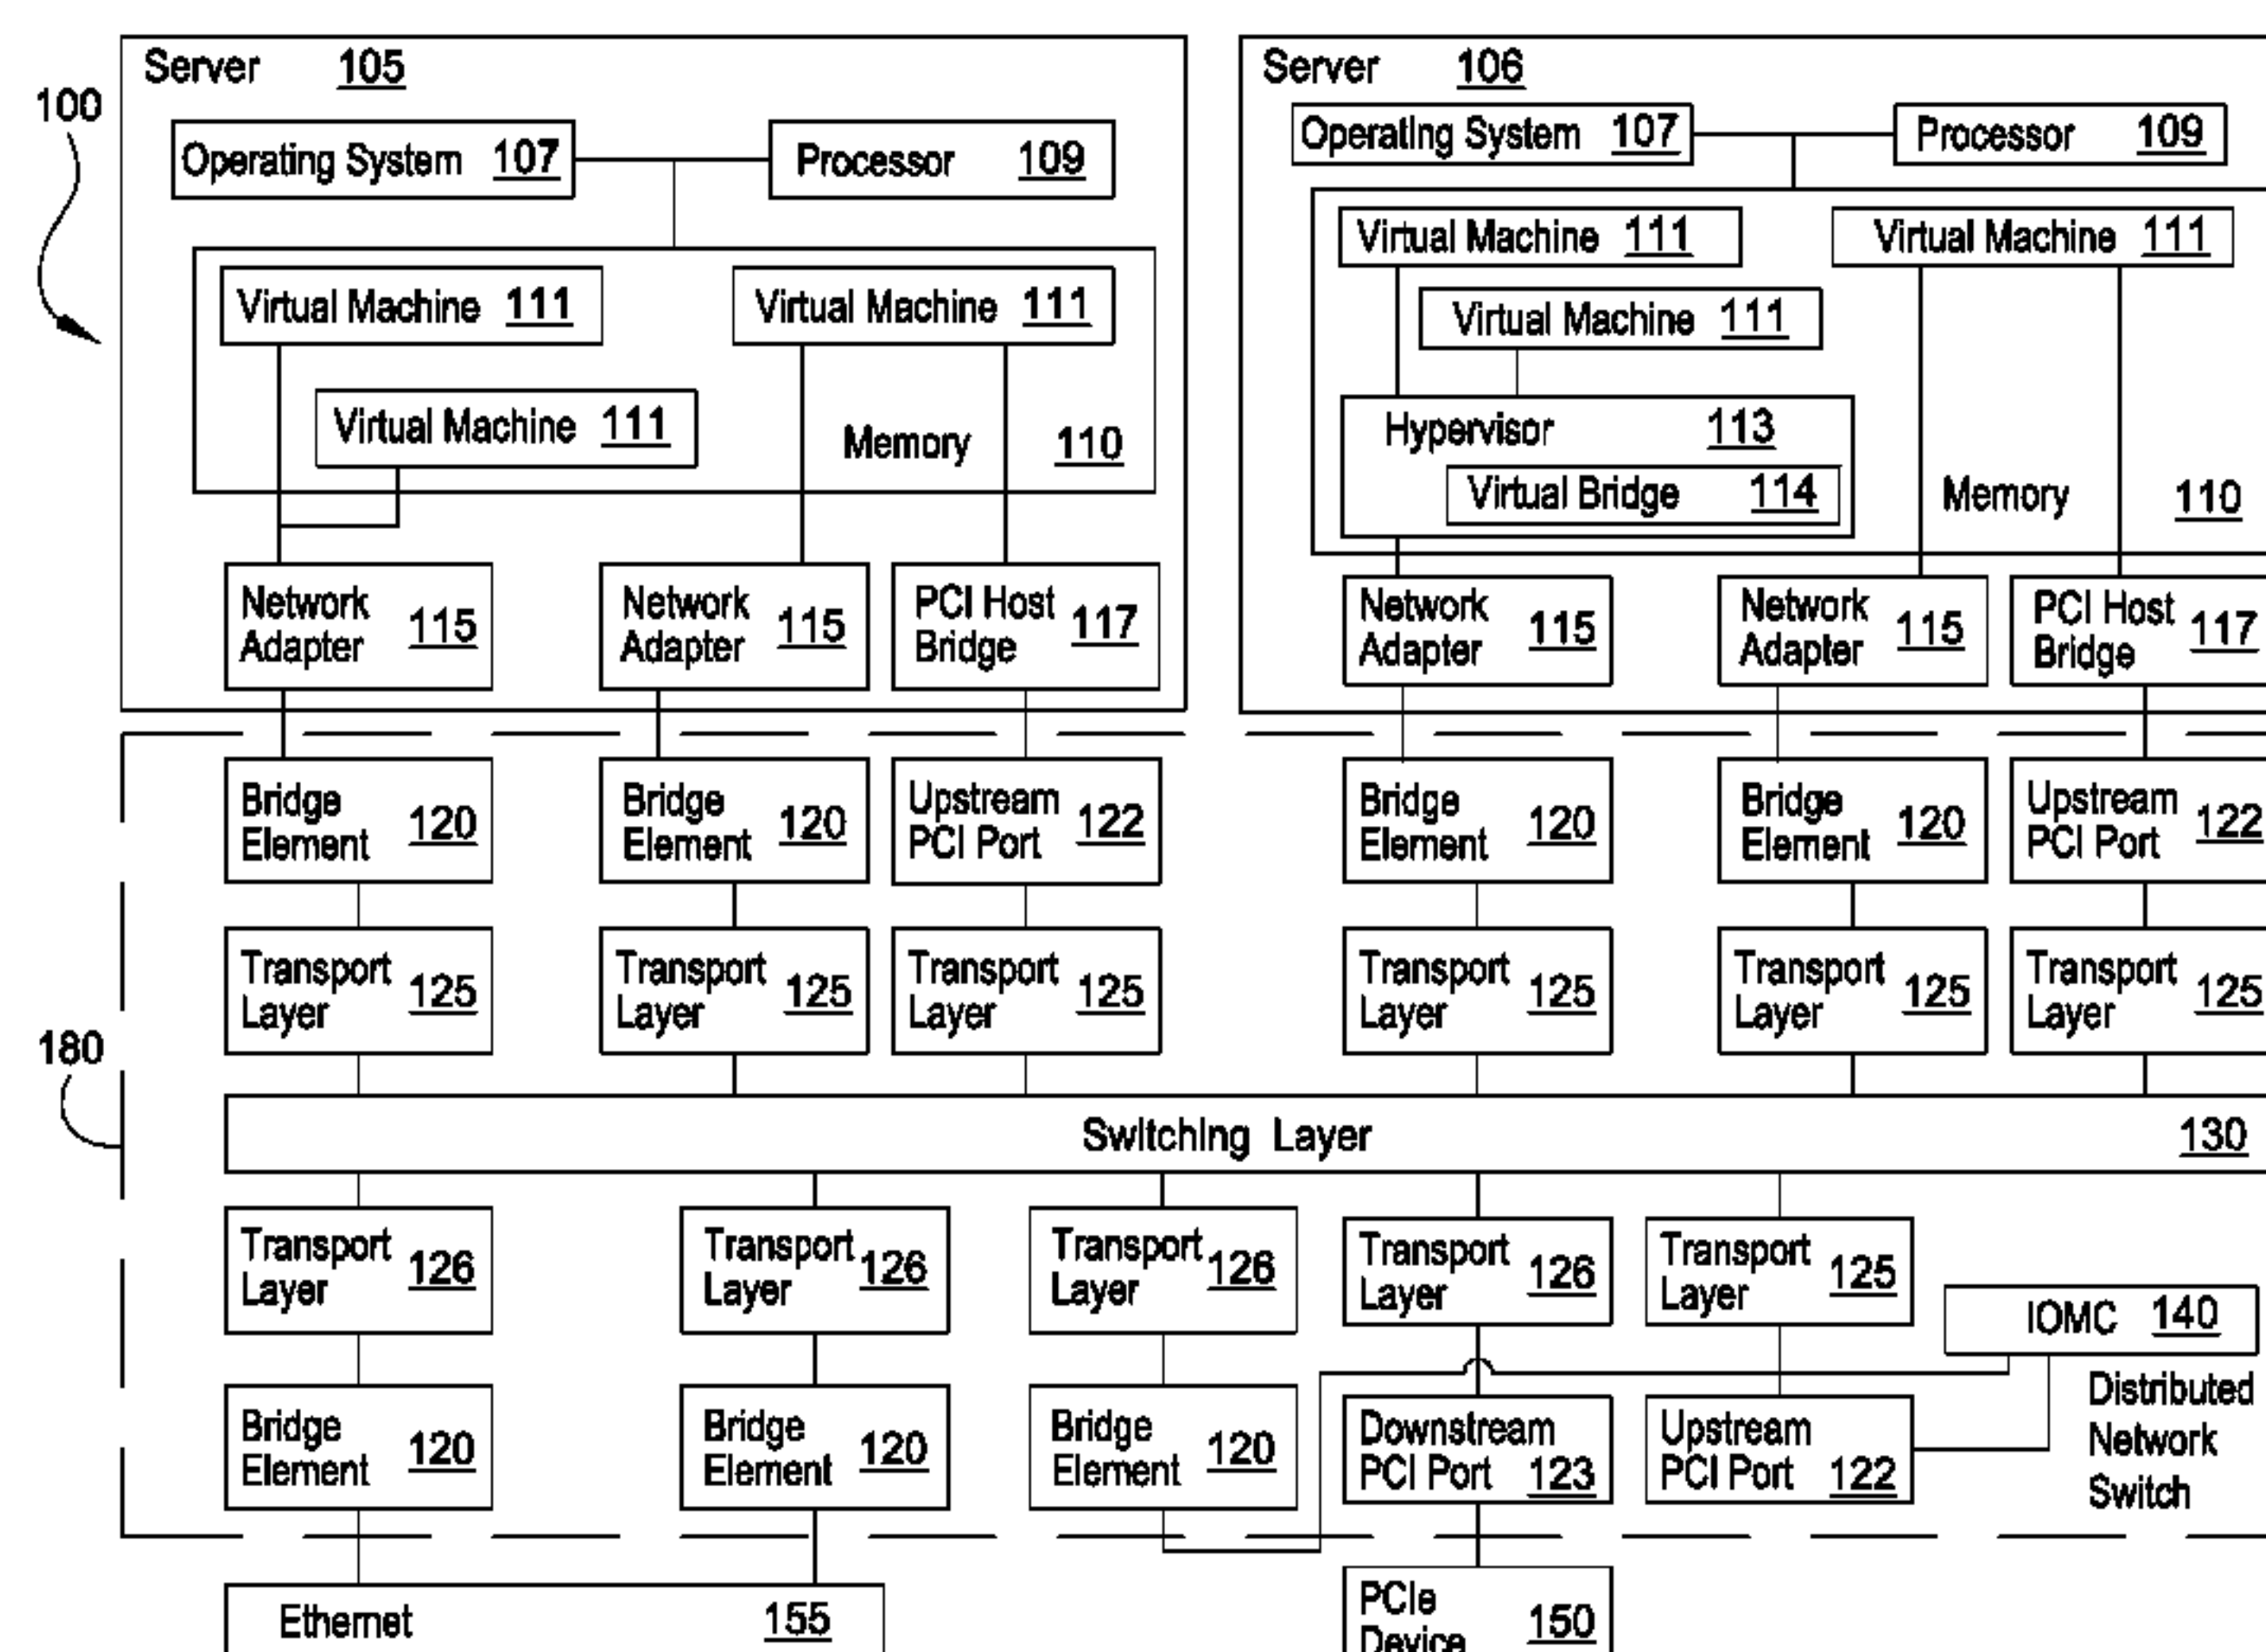 Server 105
100
Operating System 107
Processor 109
Virtual Machine 111
Virtual Machine 111
Virtual Machine 111
Memory 110
Network
Adapter 115
Network
Adapter 115
PCI Host
Bridge 117
Server 106
Operating System 107
Processor 109
Virtual Machine 111
Virtual Machine 111
Virtual Machine 111
Hypervisor 113
Virtual Bridge 114
Memory 110
Network
Adapter 115
Network
Adapter 115
PCI Host
Bridge 117
Bridge
Element 120
Bridge
Element 120
Upstream
PCI Port 122
Bridge
Element 120
Bridge
Element 120
Upstream
PCI Port 122
Transport
Layer 125
Transport
Layer 125
Transport
Layer 125
Transport
Layer 125
Transport
Layer 125
Transport
Layer 125
180
Switching Layer 130
Transport
Layer 126
Transport
Layer 126
Transport
Layer 126
Transport
Layer 126
Transport
Layer 125
IOMC 140
Bridge
Element 120
Bridge
Element 120
Bridge
Element 120
Downstream
PCI Port 123
Upstream
PCI Port 122
Distributed
Network
Switch
Ethernet 155
PCIe
Device 150